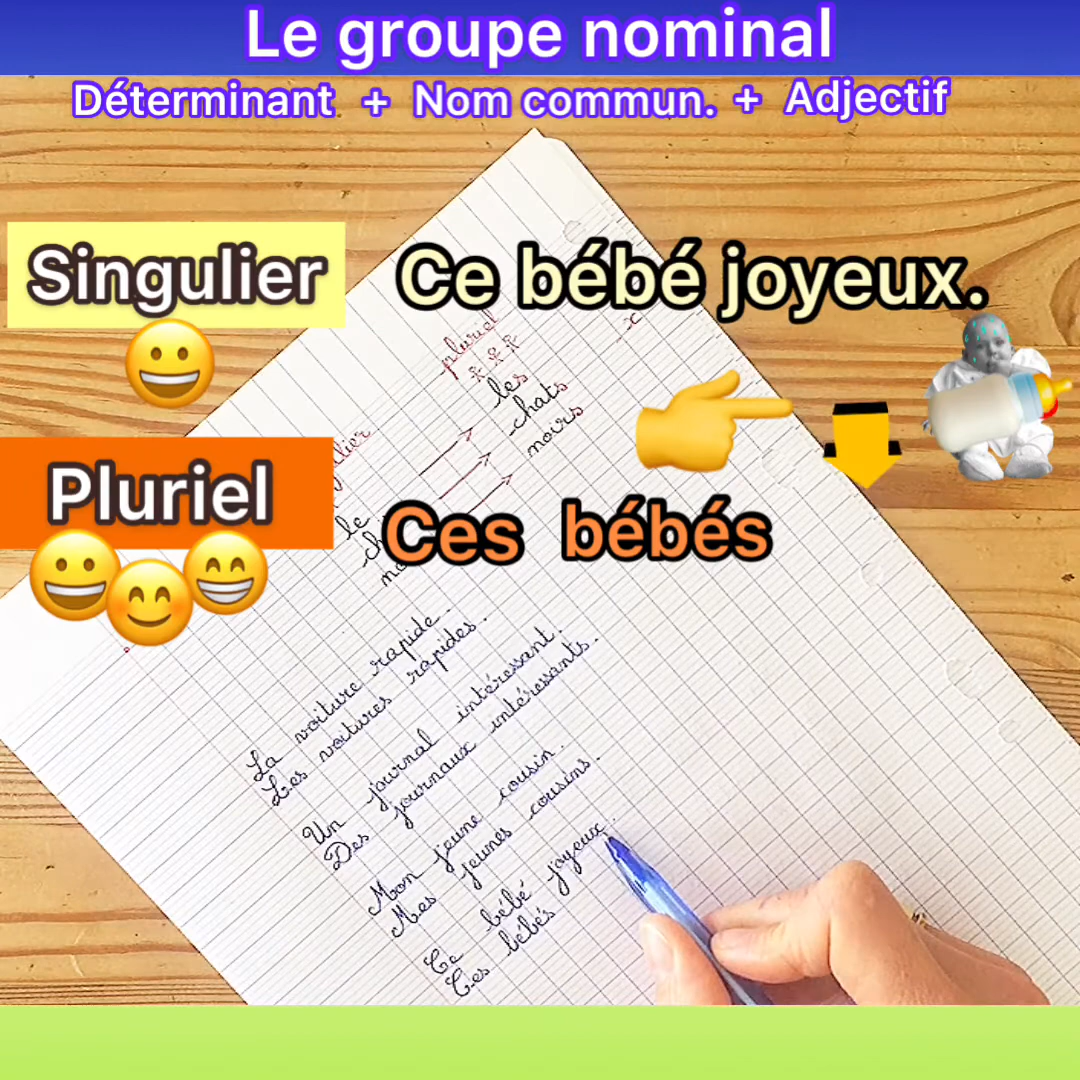 Le groupe nominal
Déterminant + Nom commun. + Adjectif
Singulier
Ce bébé joyeux.
Pluriel
Ces bébés
pluriel
x
les
chats
noirs
le
La voiture rapide.
Les voitures rapides.
Un journal intéressant.
Des journaux intéressants.
Mon jeune cousin.
Mes jeunes cousins.
Ce bébé joyeux.
Ces bébés